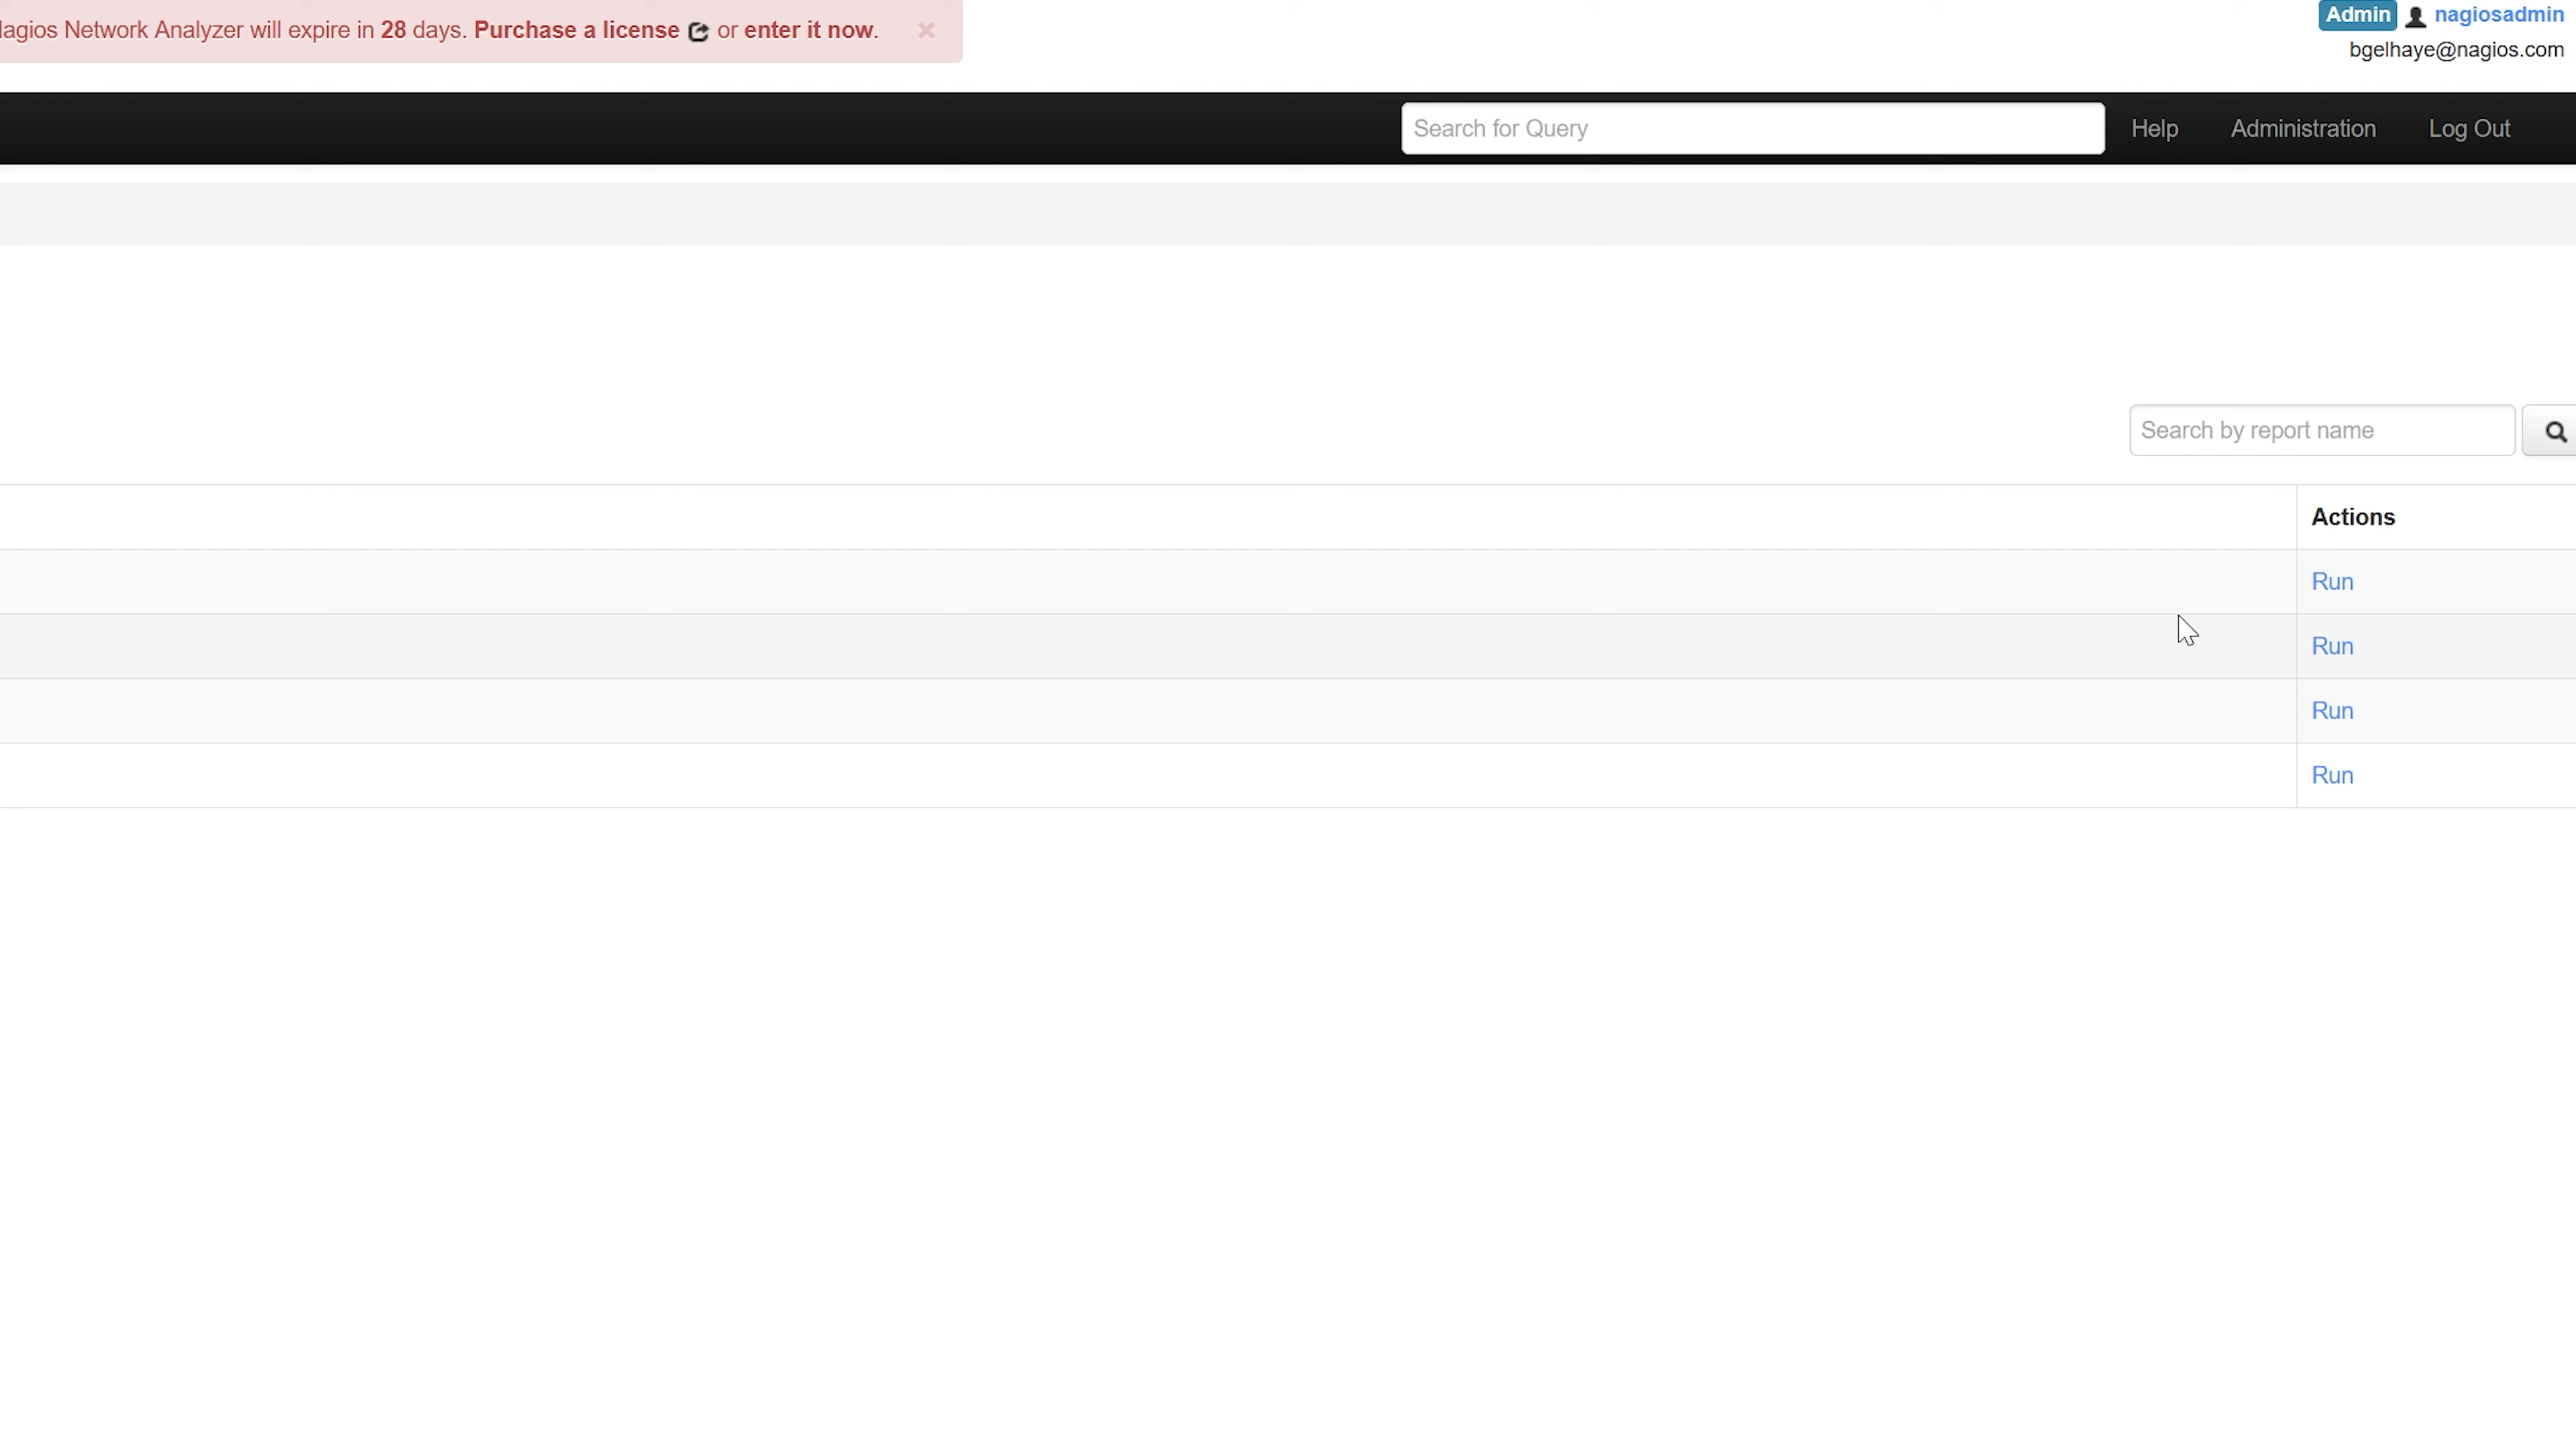 Network Analyzer will expire in 28 days. Purchase a license or enter it now. ×
Admin nagiosadmin
bgelhaye@nagios.com
Search for Query
Help Administration Log Out
Search by report name
Actions
Run
Run
Run
Run